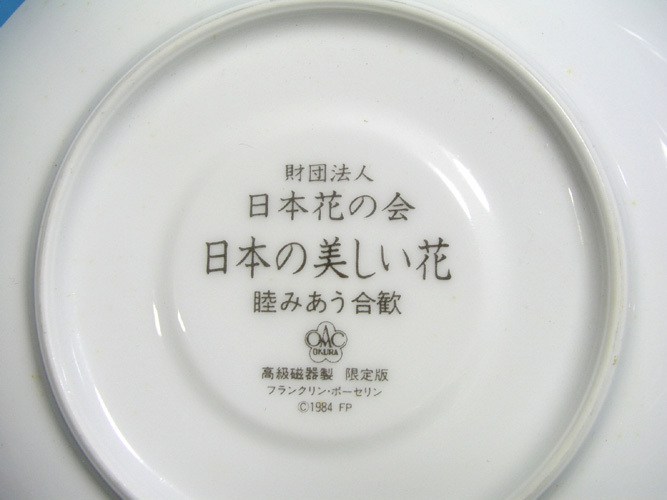 財団法人
日本花の会
日本の美しい花
睦みあう合歓
OAC
OKURA
高級磁器製 限定版
フランクリン・ポーセリン
©1984 FP